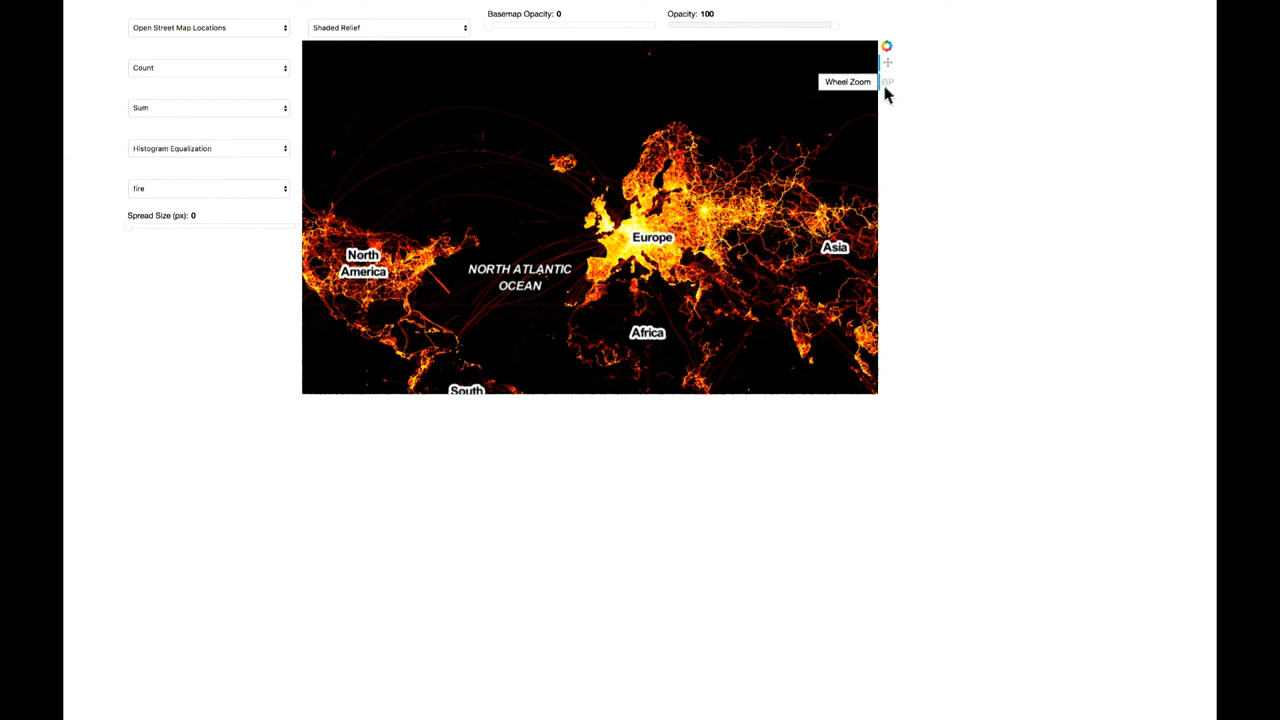 Open Street Map Locations
Shaded Relief
Basemap Opacity: 0
Opacity: 100
Count
Sum
Histogram Equalization
fire
Spread Size (px): 0
Wheel Zoom
Europe
Asia
North
America
NORTH ATLANTIC
OCEAN
Africa
South